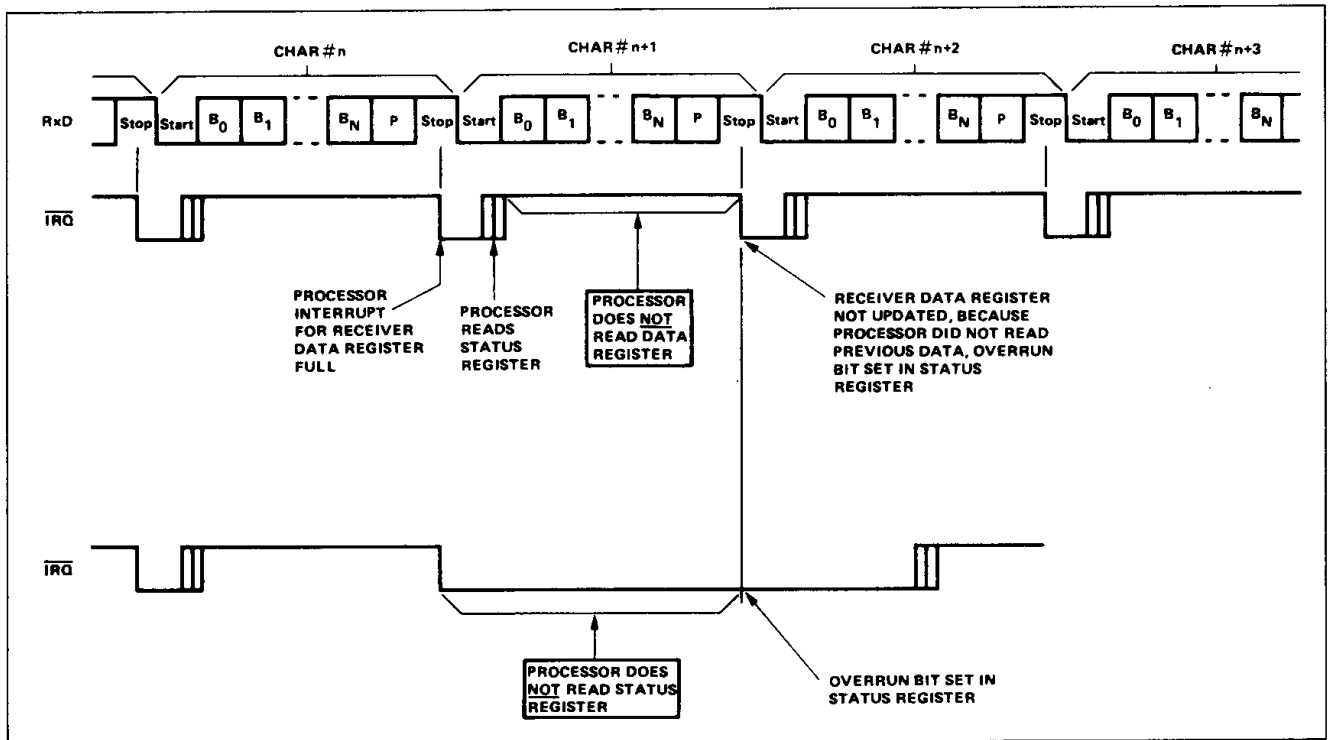 CHAR#n
CHAR#n+1
CHAR#n+2
CHAR#n+3
RxD
Stop Start B0 B1 BN P Stop Start B0 B1 BN P Stop Start B0 B1 BN P Stop Start B0 B1 BN
IRQ
PROCESSOR
INTERRUPT
FOR RECEIVER
DATA REGISTER
FULL
PROCESSOR
READS
STATUS
REGISTER
PROCESSOR
DOES NOT
READ DATA
REGISTER
RECEIVER DATA REGISTER
NOT UPDATED, BECAUSE
PROCESSOR DID NOT READ
PREVIOUS DATA, OVERRUN
BIT SET IN STATUS
REGISTER
IRQ
PROCESSOR DOES
NOT READ STATUS
REGISTER
OVERRUN BIT SET IN
STATUS REGISTER